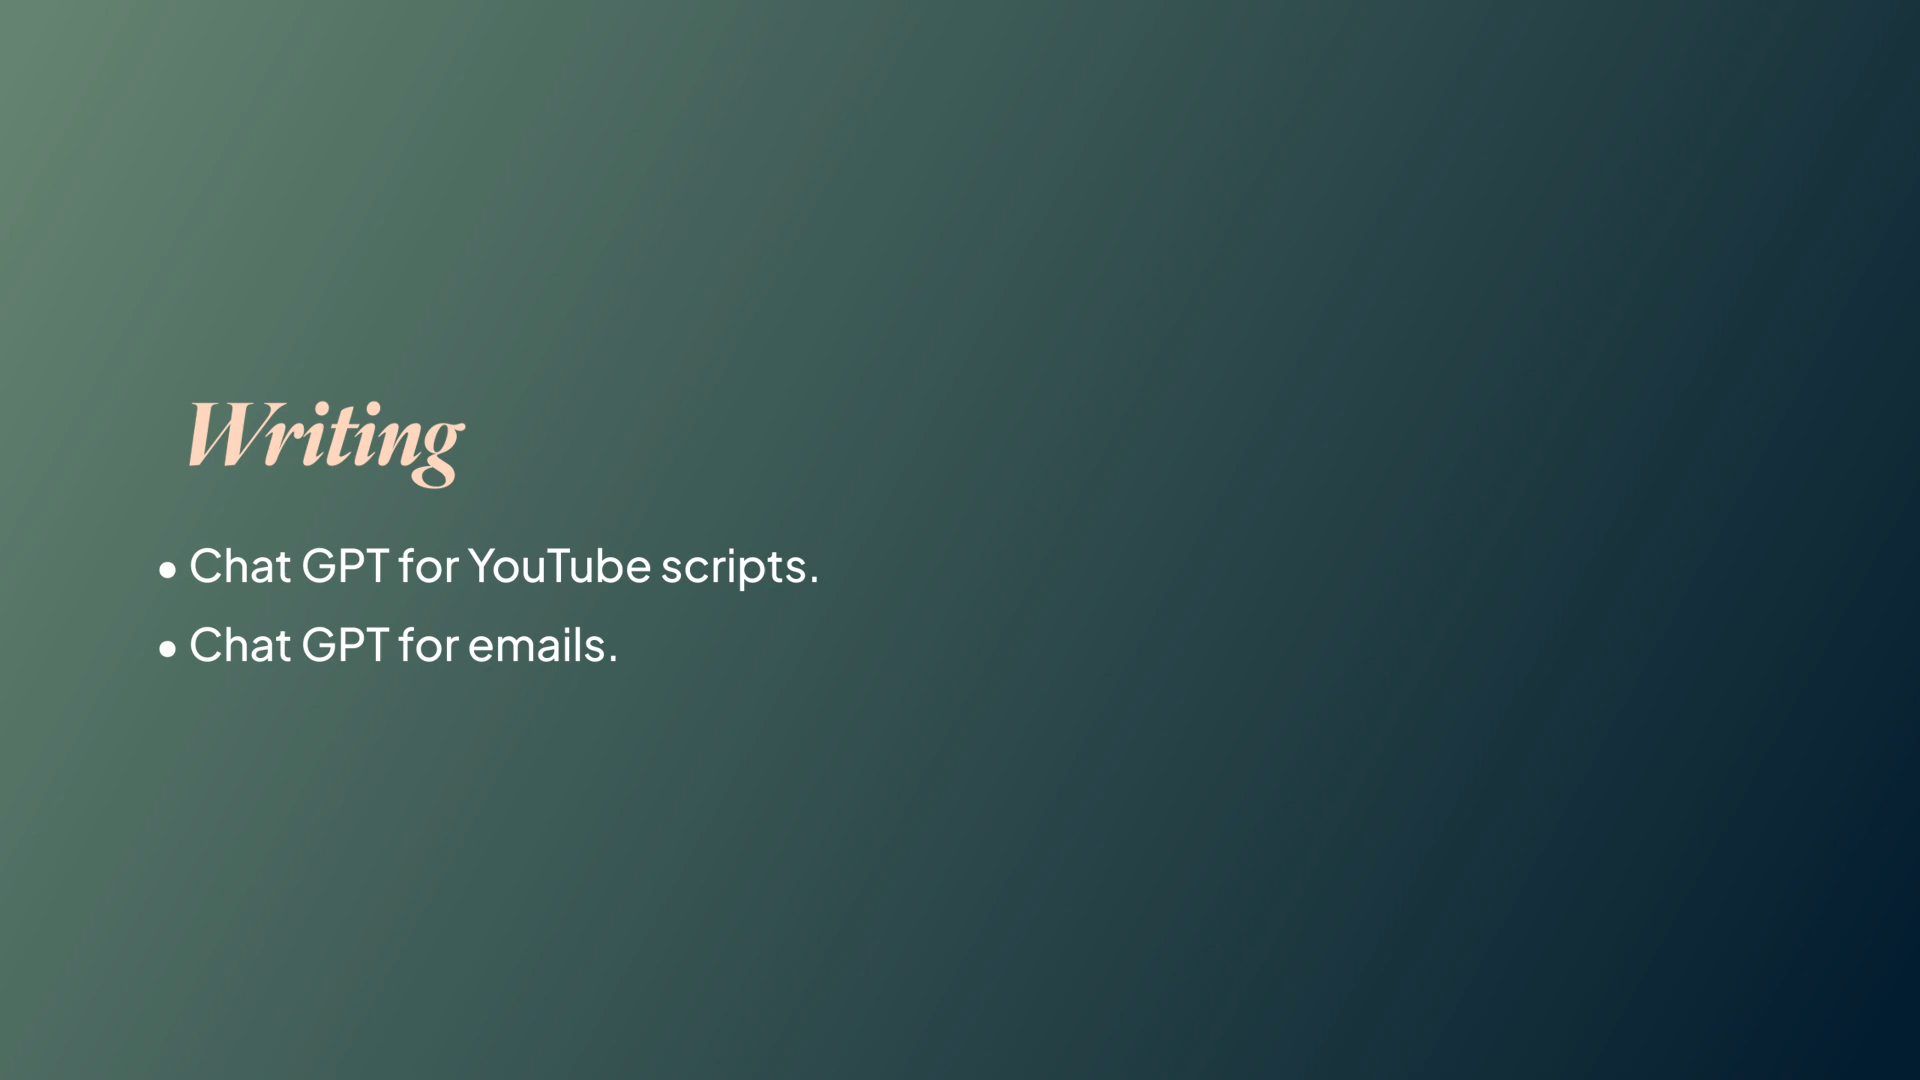 Writing
• Chat GPT for YouTube scripts.
• Chat GPT for emails.